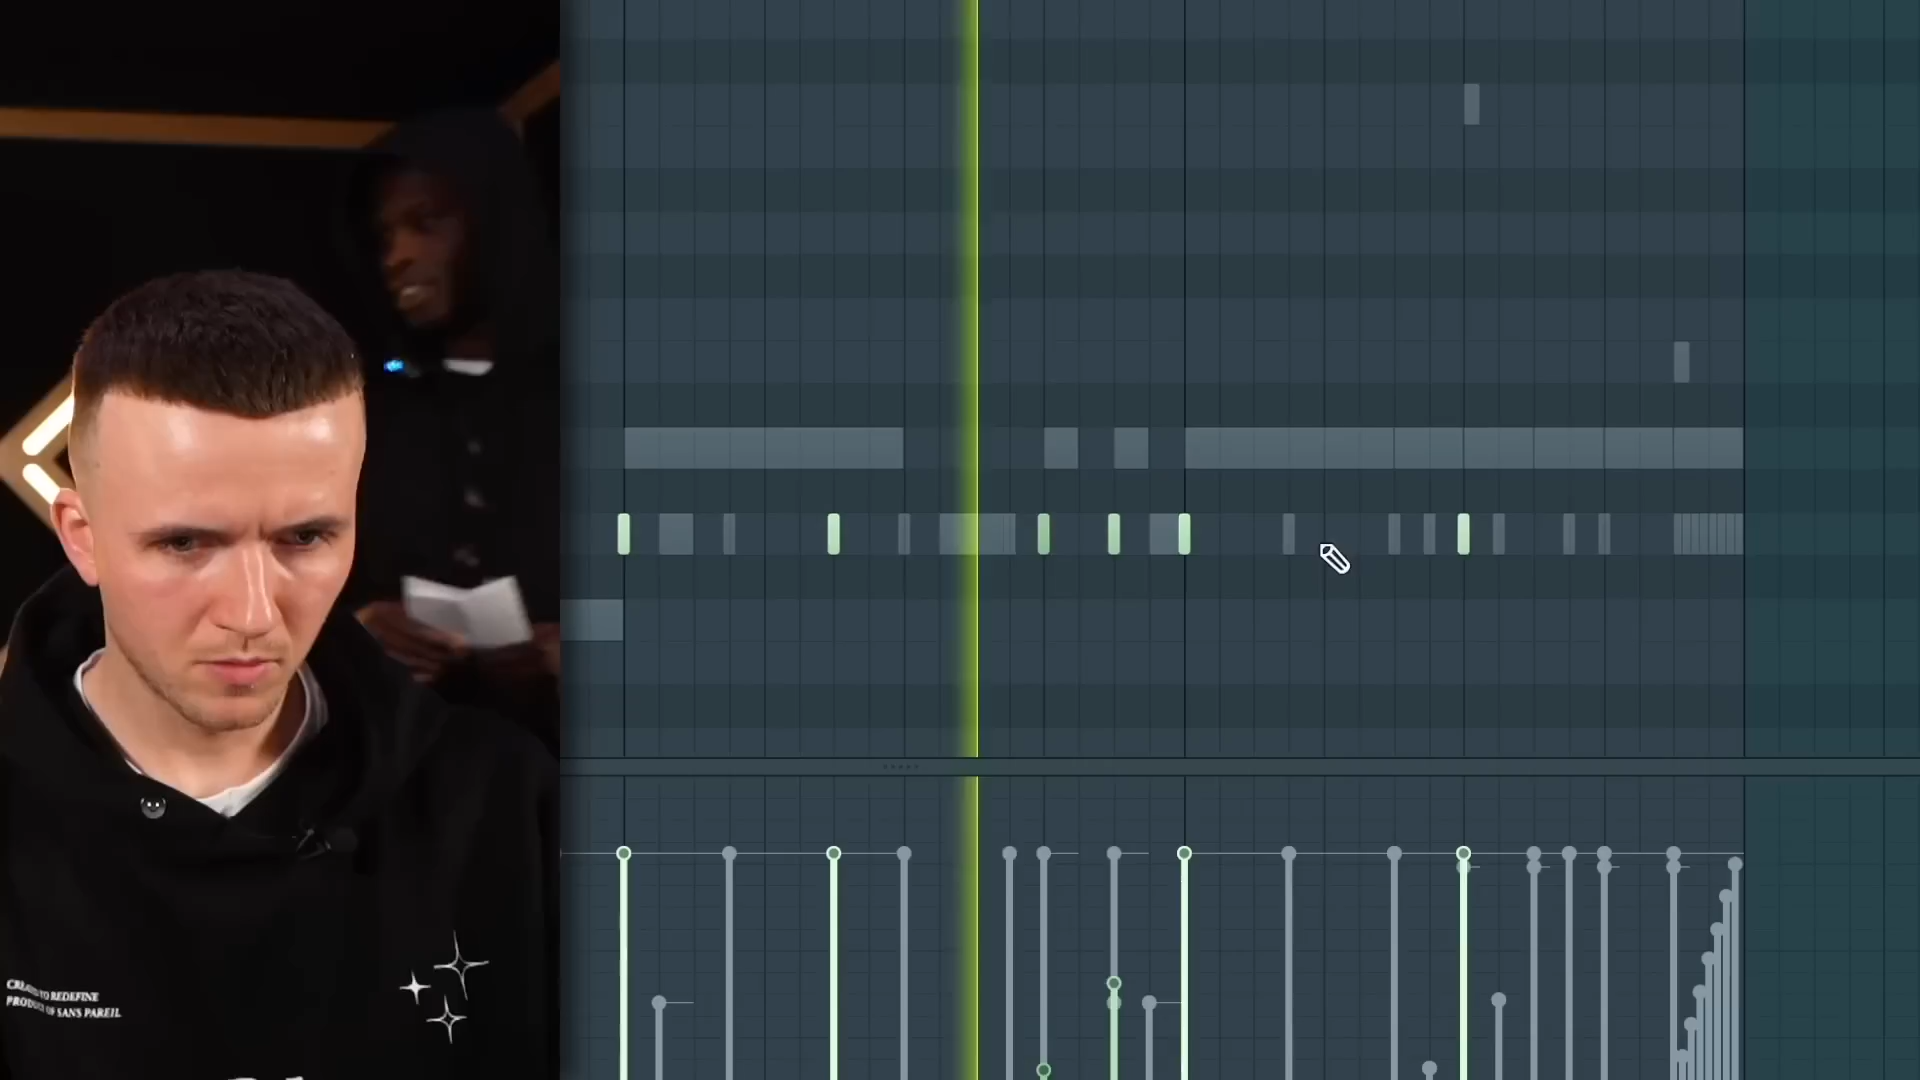 CREATED TO REDEFINE
PRODUCT OF SANS PAREIL